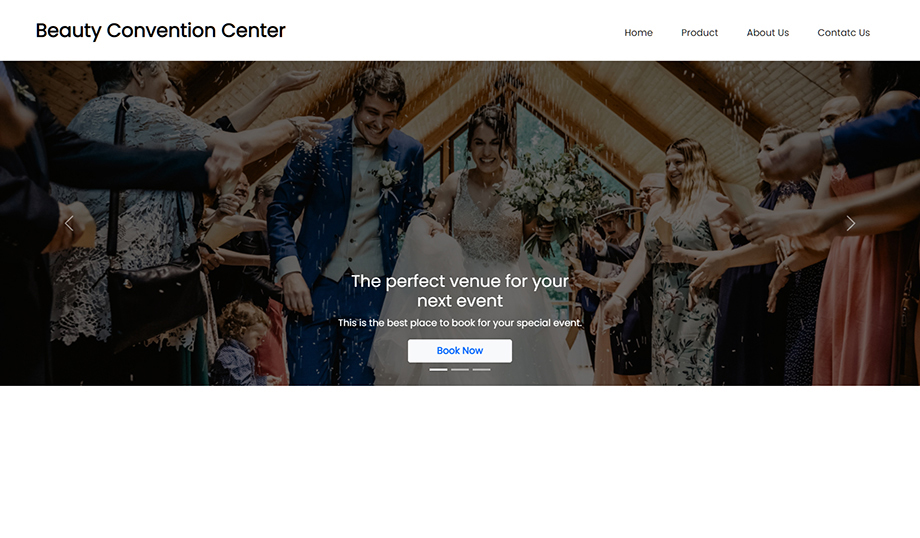 Beauty Convention Center
Home Product About Us Contatc Us
The perfect venue for your
next event
This is the best place to book for your special event.
Book Now